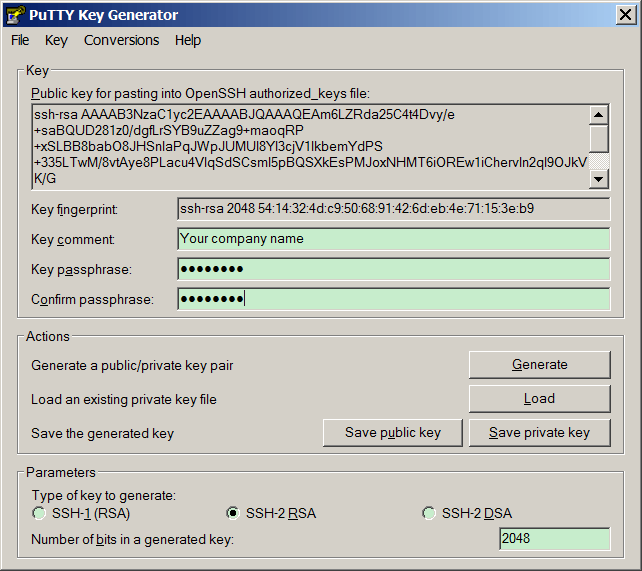 PuTTY Key Generator
File Key Conversions Help
Key
Public key for pasting into OpenSSH authorized_keys file:
ssh-rsa AAAAB3NzaC1yc2EAAAABJQAAAQEAm6LZRda25C4t4Dvy/e
+saBQUD281z0/dgfLrSYB9uZZag9+maoqRP
+xSLBB8babO8JHSnlaPqJWpJUMUl8Yl3cjV1IkbemYdPS
+335LTwM/8vtAye8PLacu4VlqSdSCsml5pBQSXkEsPMJoxNHMT6iOREw1iChervln2ql9OJkV
K/G
Key fingerprint: ssh-rsa 2048 54:14:32:4d:c9:50:68:91:42:6d:eb:4e:71:15:3e:b9
Key comment: Your company name
Key passphrase: ●●●●●●●●
Confirm passphrase: ●●●●●●●●
Actions
Generate a public/private key pair Generate
Load an existing private key file Load
Save the generated key Save public key Save private key
Parameters
Type of key to generate:
SSH-1 (RSA) SSH-2 RSA SSH-2 DSA
Number of bits in a generated key: 2048